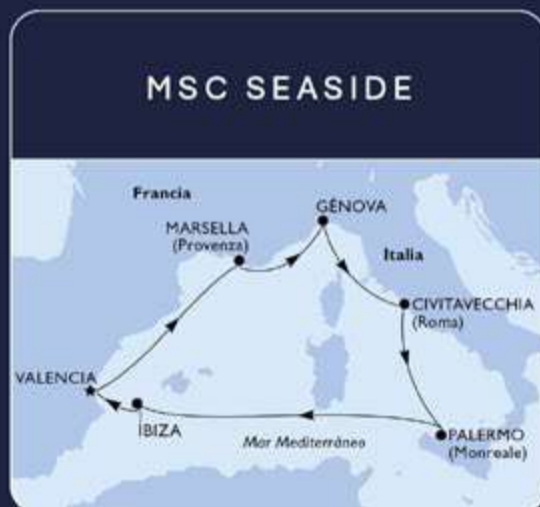 MSC SEASIDE
Francia
GÉNOVA
MARSELLA
(Provenza)
Italia
CIVITAVECCHIA
(Roma)
VALENCIA
IBIZA
Mar Mediterráneo
PALERMO
(Monreale)